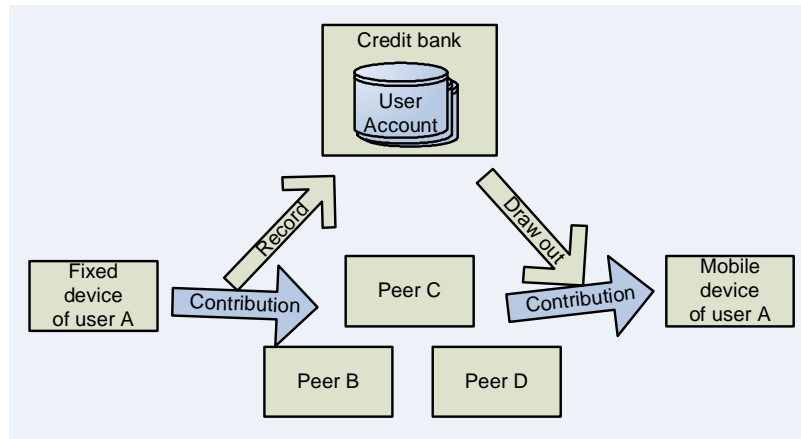 Credit bank
User
Account
Record
Draw out
Fixed
device
of user A
Contribution
Peer C
Contribution
Mobile
device
of user A
Peer B
Peer D